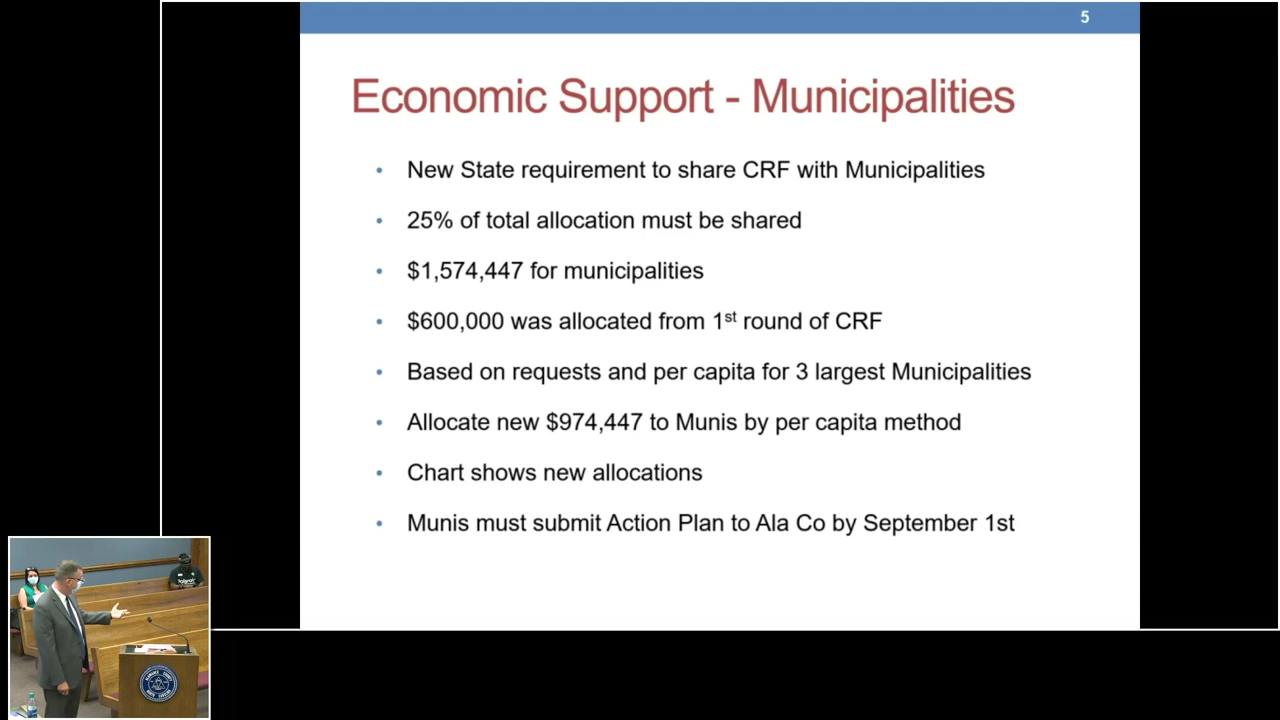 5
Economic Support - Municipalities
• New State requirement to share CRF with Municipalities
• 25% of total allocation must be shared
• $1,574,447 for municipalities
• $600,000 was allocated from 1st round of CRF
• Based on requests and per capita for 3 largest Municipalities
• Allocate new $974,447 to Munis by per capita method
• Chart shows new allocations
• Munis must submit Action Plan to Ala Co by September 1st